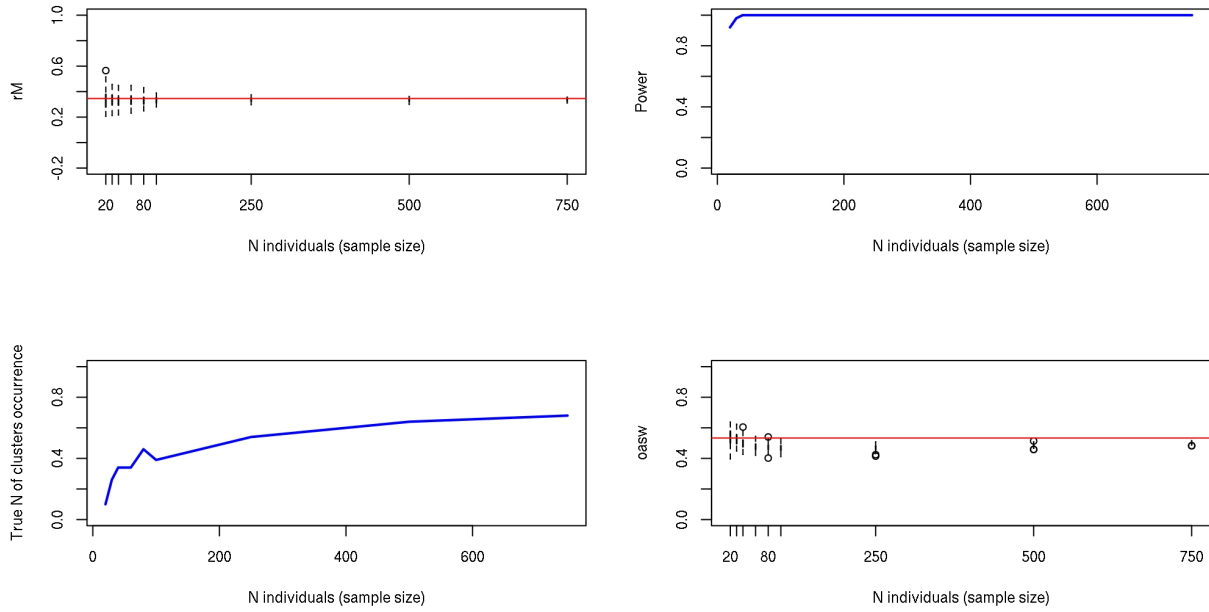 rM
1.0
0.6
0.2
-0.2
20 80 250 500 750
N individuals (sample size)
Power
0.8
0.4
0.0
0 200 400 600
N individuals (sample size)
True N of clusters occurrence
0.8
0.4
0.0
0 200 400 600
N individuals (sample size)
oasw
0.8
0.4
0.0
20 80 250 500 750
N individuals (sample size)